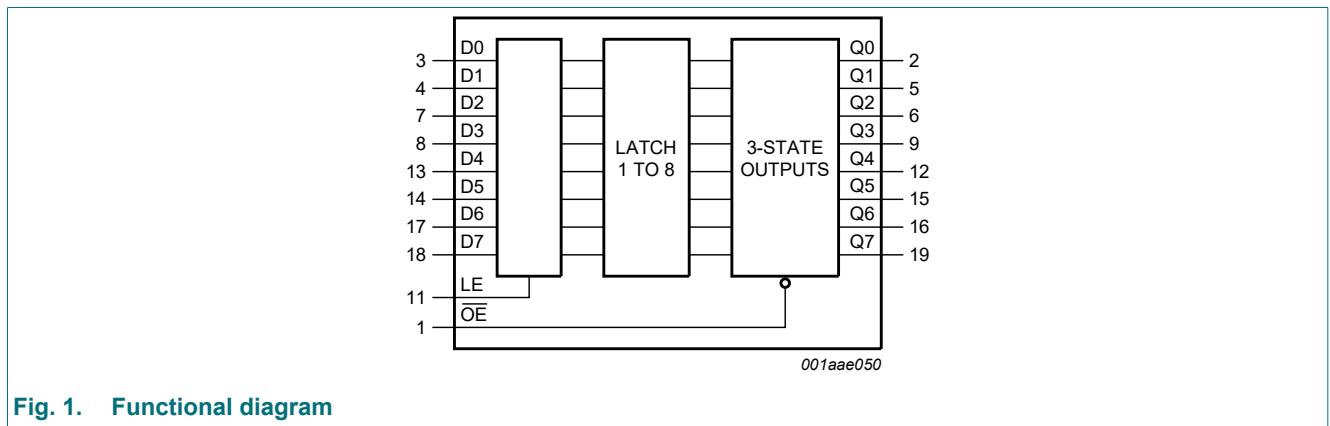 D0 Q0
3 2
D1 Q1
4 5
D2 Q2
7 6
D3 Q3
8 LATCH 3-STATE 9
D4 1 TO 8 OUTPUTS Q4
13 12
D5 Q5
14 15
D6 Q6
17 16
D7 Q7
18 19
LE
11
OE
1
001aae050
Fig. 1. Functional diagram